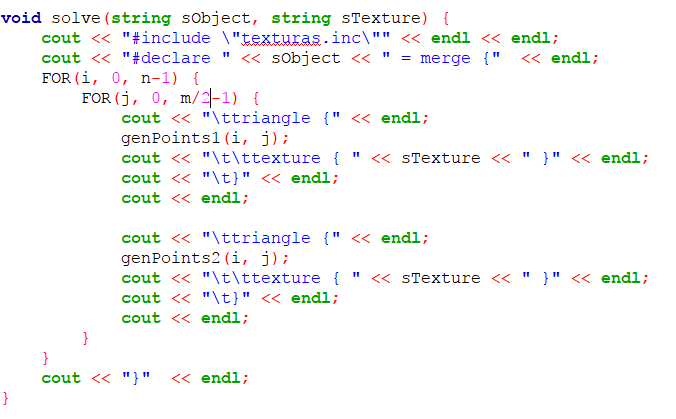 void solve(string sObject, string sTexture) {
    cout << "#include \"texturas.inc\"" << endl << endl;
    cout << "#declare " << sObject << " = merge {"  << endl;
    FOR(i, 0, n-1) {
        FOR(j, 0, m/2-1) {
            cout << "\ttriangle {" << endl;
            genPoints1(i, j);
            cout << "\t\ttexture { " << sTexture << " }" << endl;
            cout << "\t}" << endl;
            cout << endl;

            cout << "\ttriangle {" << endl;
            genPoints2(i, j);
            cout << "\t\ttexture { " << sTexture << " }" << endl;
            cout << "\t}" << endl;
            cout << endl;
        }
    }
    cout << "}"  << endl;
}